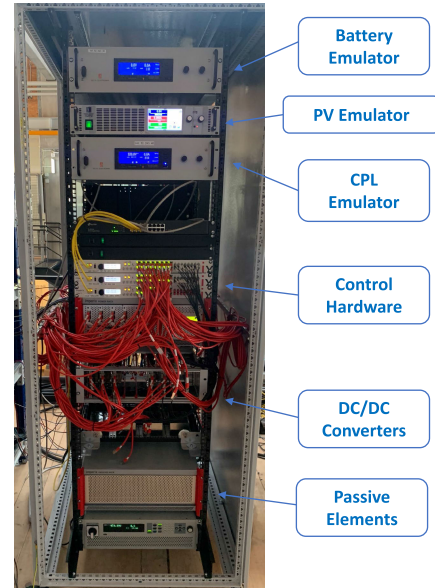 Battery
Emulator
PV Emulator
CPL
Emulator
Control
Hardware
DC/DC
Converters
Passive
Elements